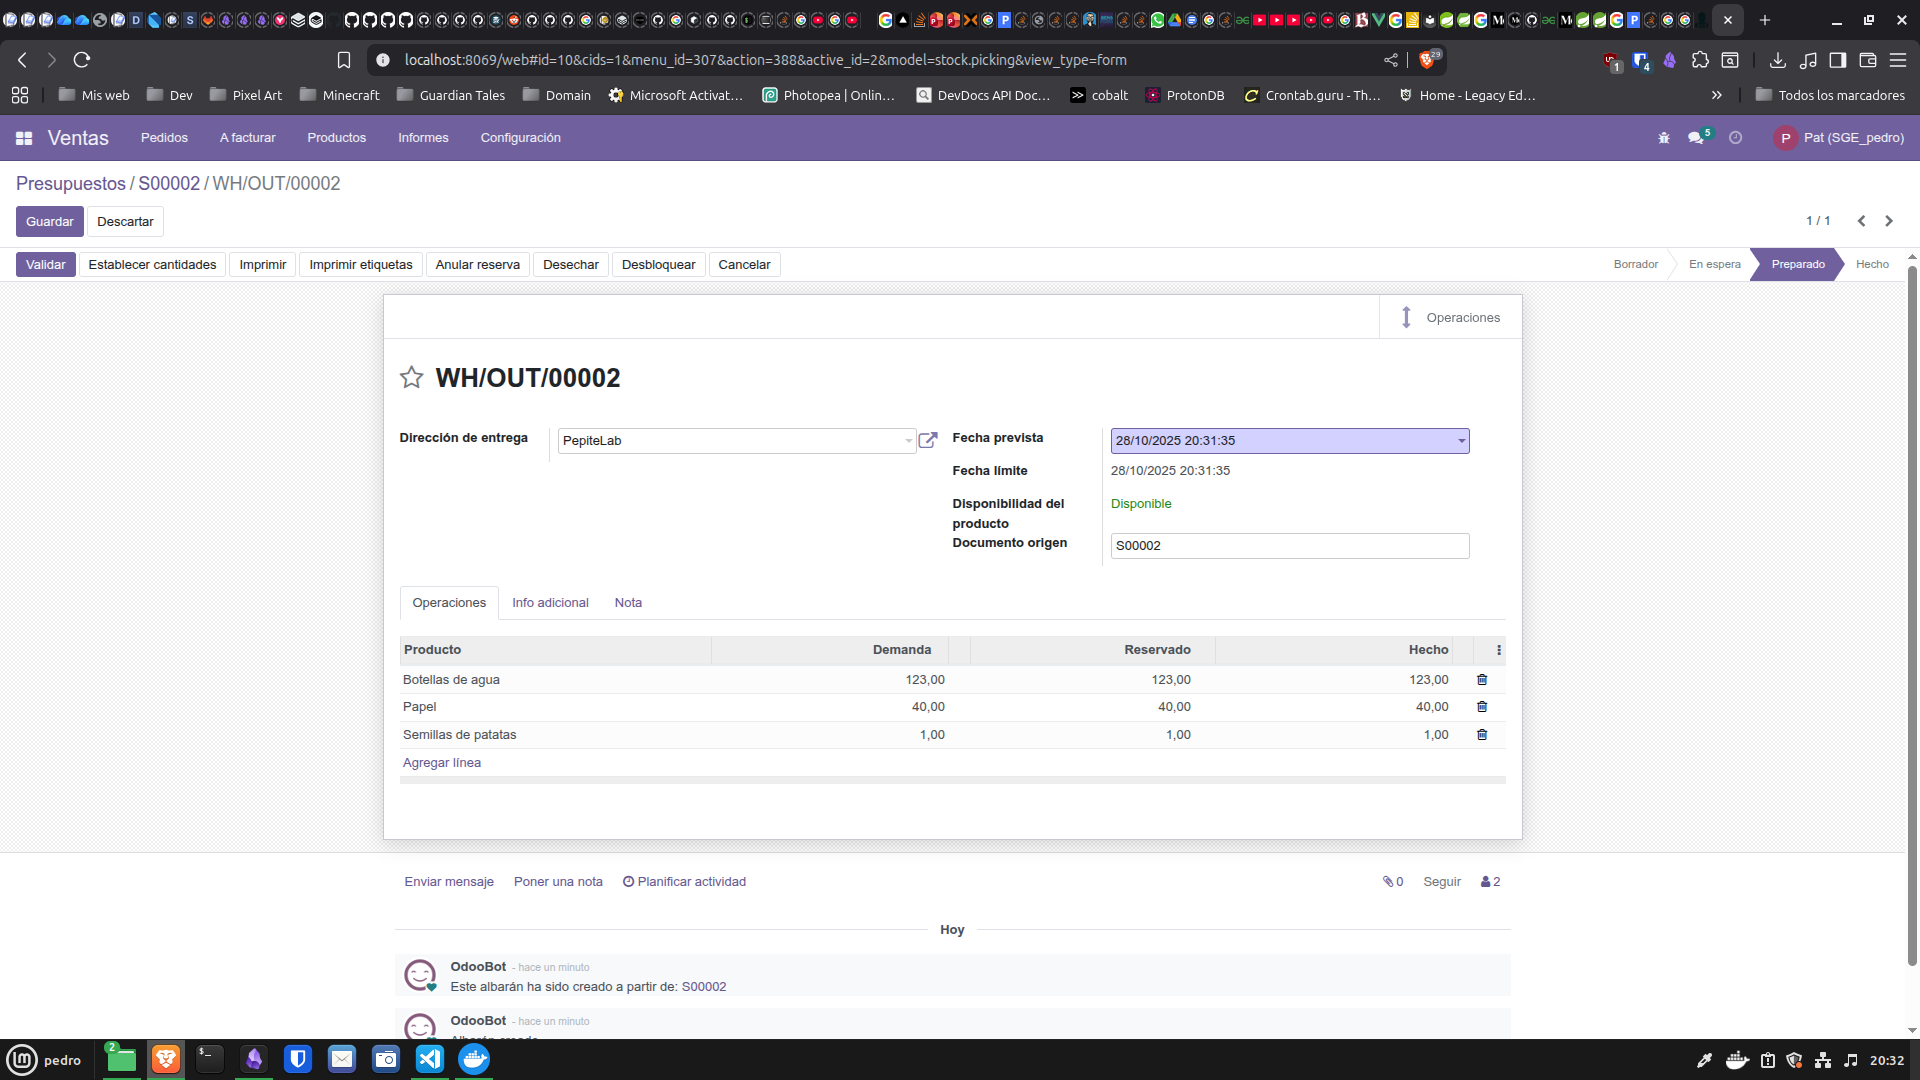 localhost:8069/web#id=10&cids=1&menu_id=307&action=388&active_id=2&model=stock.picking&view_type=form
29
1
4
Mis web
Dev
Pixel Art
Minecraft
Guardian Tales
Domain
Microsoft Activat...
Photopea | Onlin...
DevDocs API Doc...
cobalt
ProtonDB
Crontab.guru - Th...
Home - Legacy Ed...
Todos los marcadores
Ventas
Pedidos
A facturar
Productos
Informes
Configuración
5
P
Pat (SGE_pedro)
Presupuestos / S00002 / WH/OUT/00002
Guardar
Descartar
1 / 1
Validar
Establecer cantidades
Imprimir
Imprimir etiquetas
Anular reserva
Desechar
Desbloquear
Cancelar
Borrador
En espera
Preparado
Hecho
Operaciones
WH/OUT/00002
Dirección de entrega
PepiteLab
Fecha prevista
28/10/2025 20:31:35
Fecha límite
28/10/2025 20:31:35
Disponibilidad del
producto
Disponible
Documento origen
S00002
Operaciones
Info adicional
Nota
Producto Demanda Reservado Hecho
Botellas de agua 123,00 123,00 123,00
Papel 40,00 40,00 40,00
Semillas de patatas 1,00 1,00 1,00
Agregar línea
Enviar mensaje
Poner una nota
Planificar actividad
0
Seguir
2
Hoy
OdooBot - hace un minuto
Este albarán ha sido creado a partir de: S00002
OdooBot - hace un minuto
pedro
2
20:32